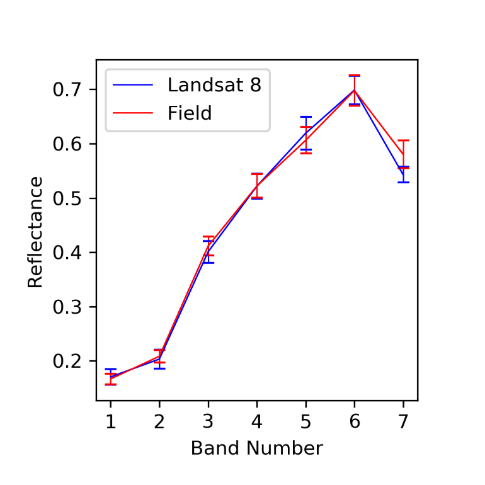 Landsat 8
Field
0.7
0.6
0.5
0.4
0.3
0.2
Reflectance
1 2 3 4 5 6 7
Band Number